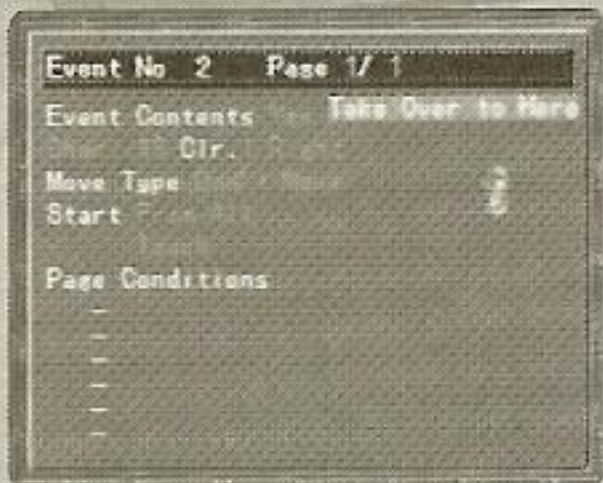 Event No 2 Page 1/ 1
Event Contents
Take Over to Here
Clr.
Move Type
Start
Page Conditions
–
–
–
–
–
–